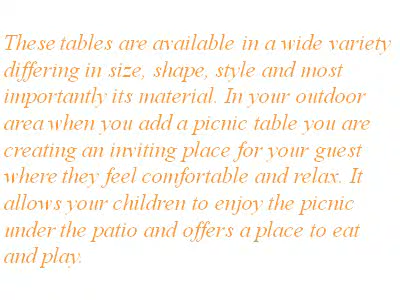 These tables are available in a wide variety
differing in size, shape, style and most
importantly its material. In your outdoor
area when you add a picnic table you are
creating an inviting place for your guest
where they feel comfortable and relax. It
allows your children to enjoy the picnic
under the patio and offers a place to eat
and play.